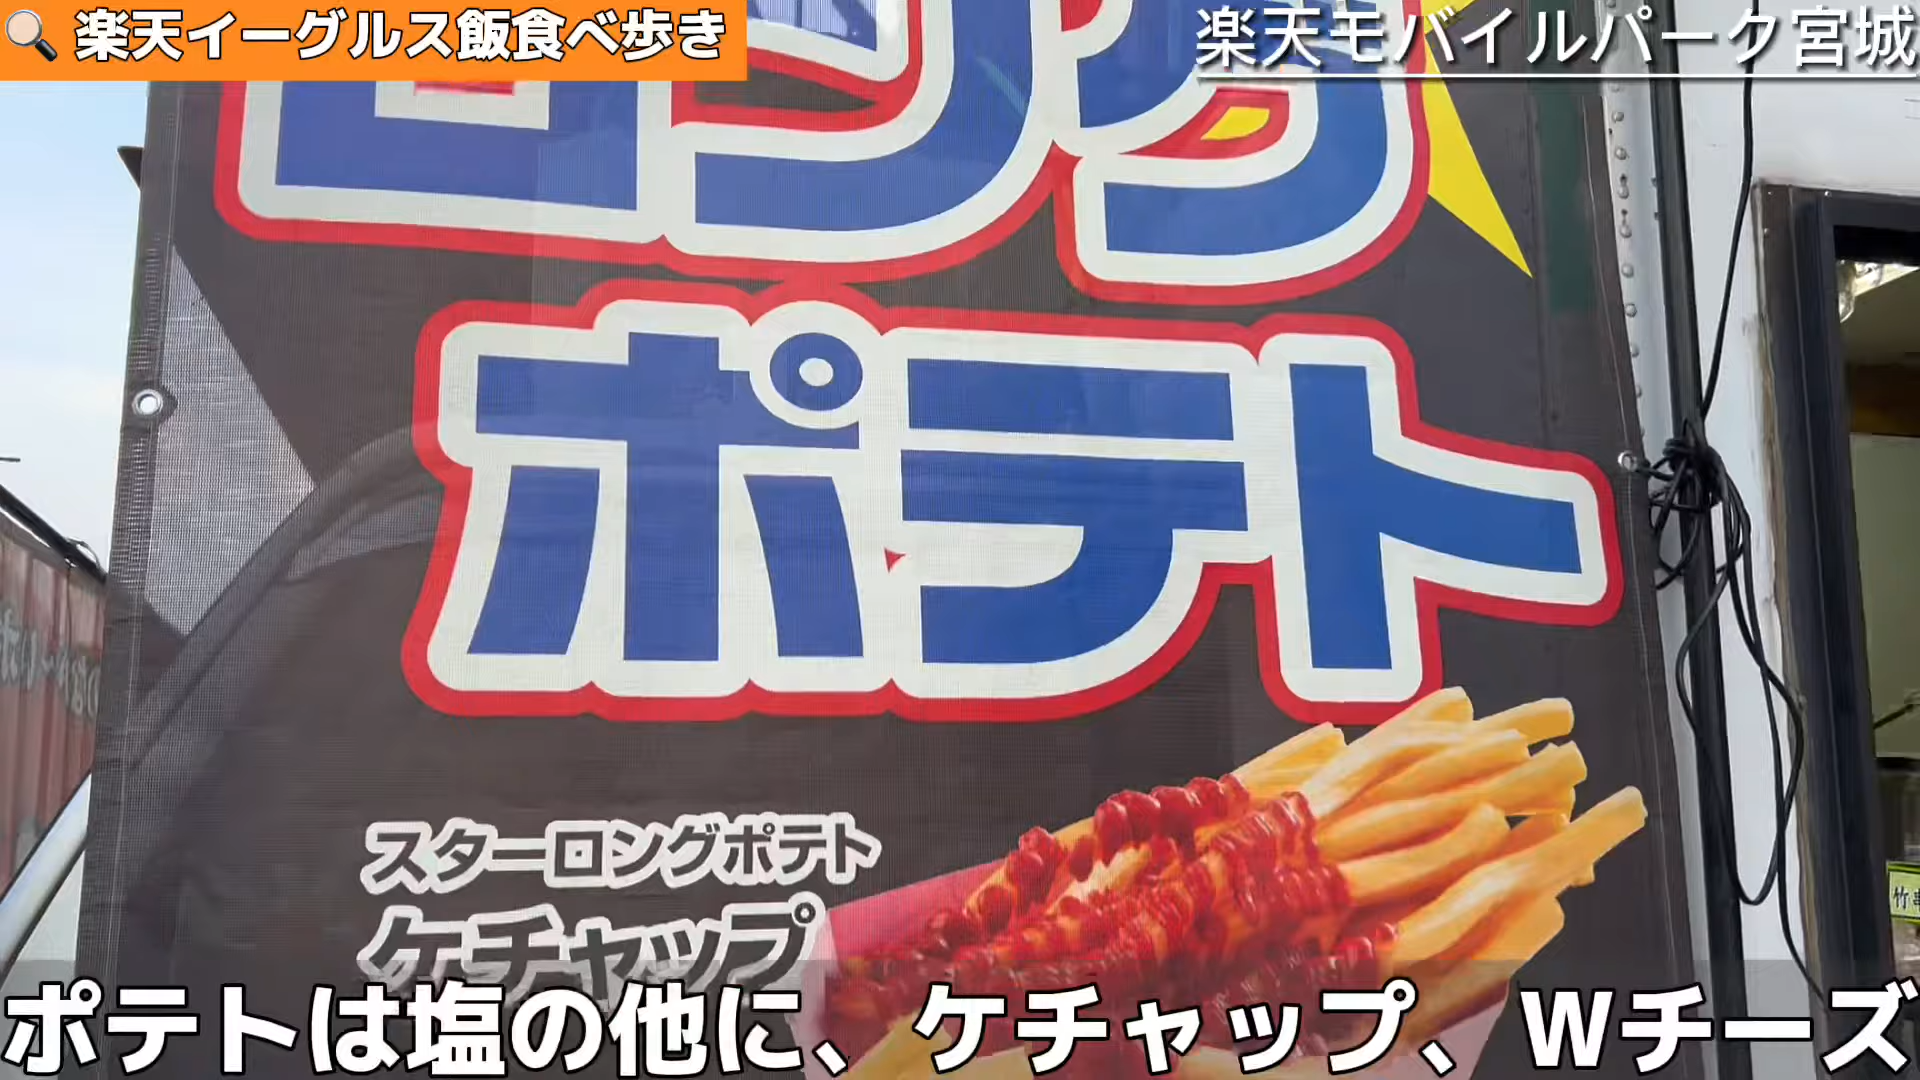 楽天イーグルス飯食べ歩き
楽天モバイルパーク宮城
ロング
ポテト
スターロングポテト
ケチャップ
ポテトは塩の他に、ケチャップ、Wチーズ